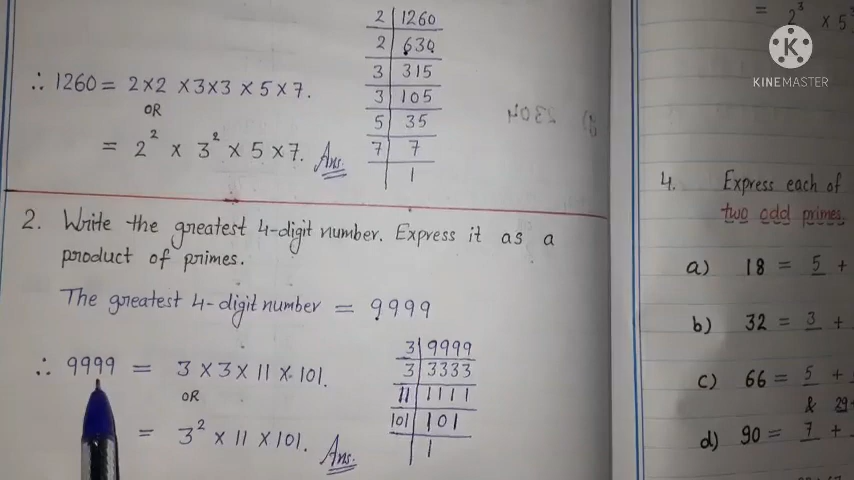 2 | 1260
2 | 630
3 | 315
3 | 105
5 | 35
7 | 7
1
∴ 1260 = 2×2 ×3×3 × 5 × 7.
OR
= 2² × 3² × 5 × 7. Ans.
2. Write the greatest 4-digit number. Express it as a
product of primes.
The greatest 4-digit number = 9999
∴ 9999 = 3 × 3 × 11 × 101.
OR
= 3² × 11 × 101. Ans.
3 | 9999
3 | 3333
11 | 1111
101 | 101
1
= 2³ × 5³
KINEMASTER
4. Express each of
two odd primes.
a) 18 = 5 +
b) 32 = 3 +
c) 66 = 5 +
& 29
d) 90 = 7 +